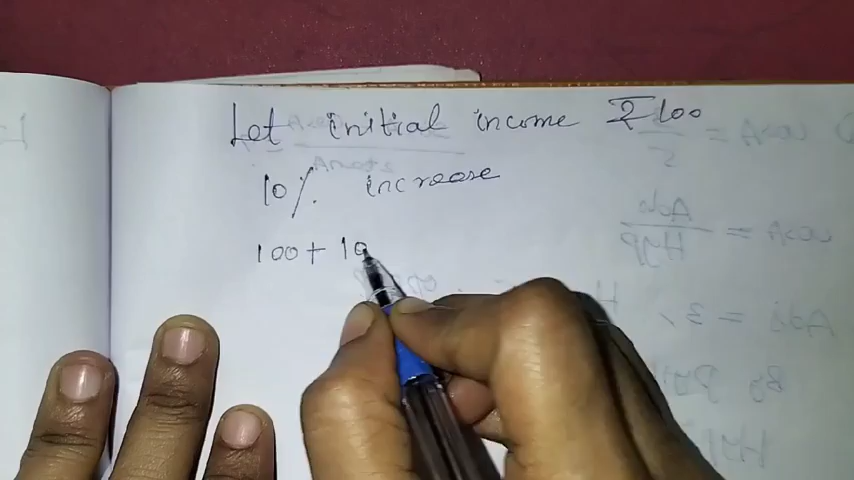 Let initial income ₹ 100
10% increase
100 + 10